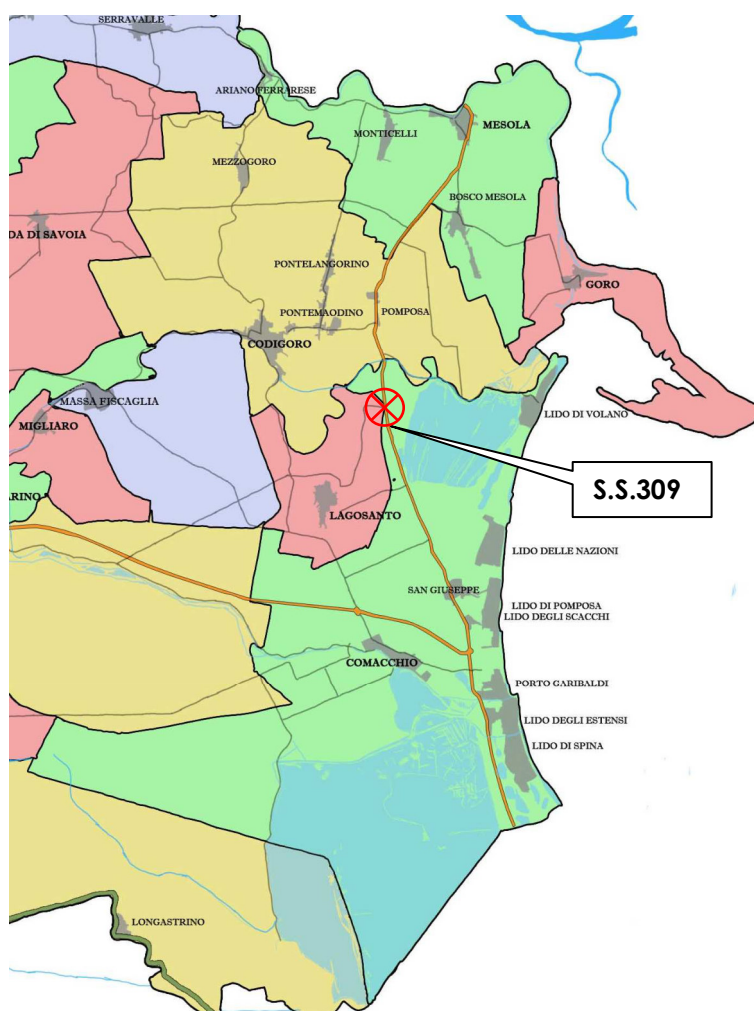 SERRAVALLE
ARIANO FERRARESE
MONTICELLI
MESOLA
MEZZOGORO
BOSCO MESOLA
DA DI SAVOIA
PONTELANGORINO
GORO
PONTEMAODINO
POMPOSA
CODIGORO
MASSA FISCAGLIA
LIDO DI VOLANO
MIGLIARO
S.S.309
ARINO
LAGOSANTO
LIDO DELLE NAZIONI
SAN GIUSEPPE
LIDO DI POMPOSA
LIDO DEGLI SCACCHI
COMACCHIO
PORTO GARIBALDI
LIDO DEGLI ESTENSI
LIDO DI SPINA
LONGASTRINO